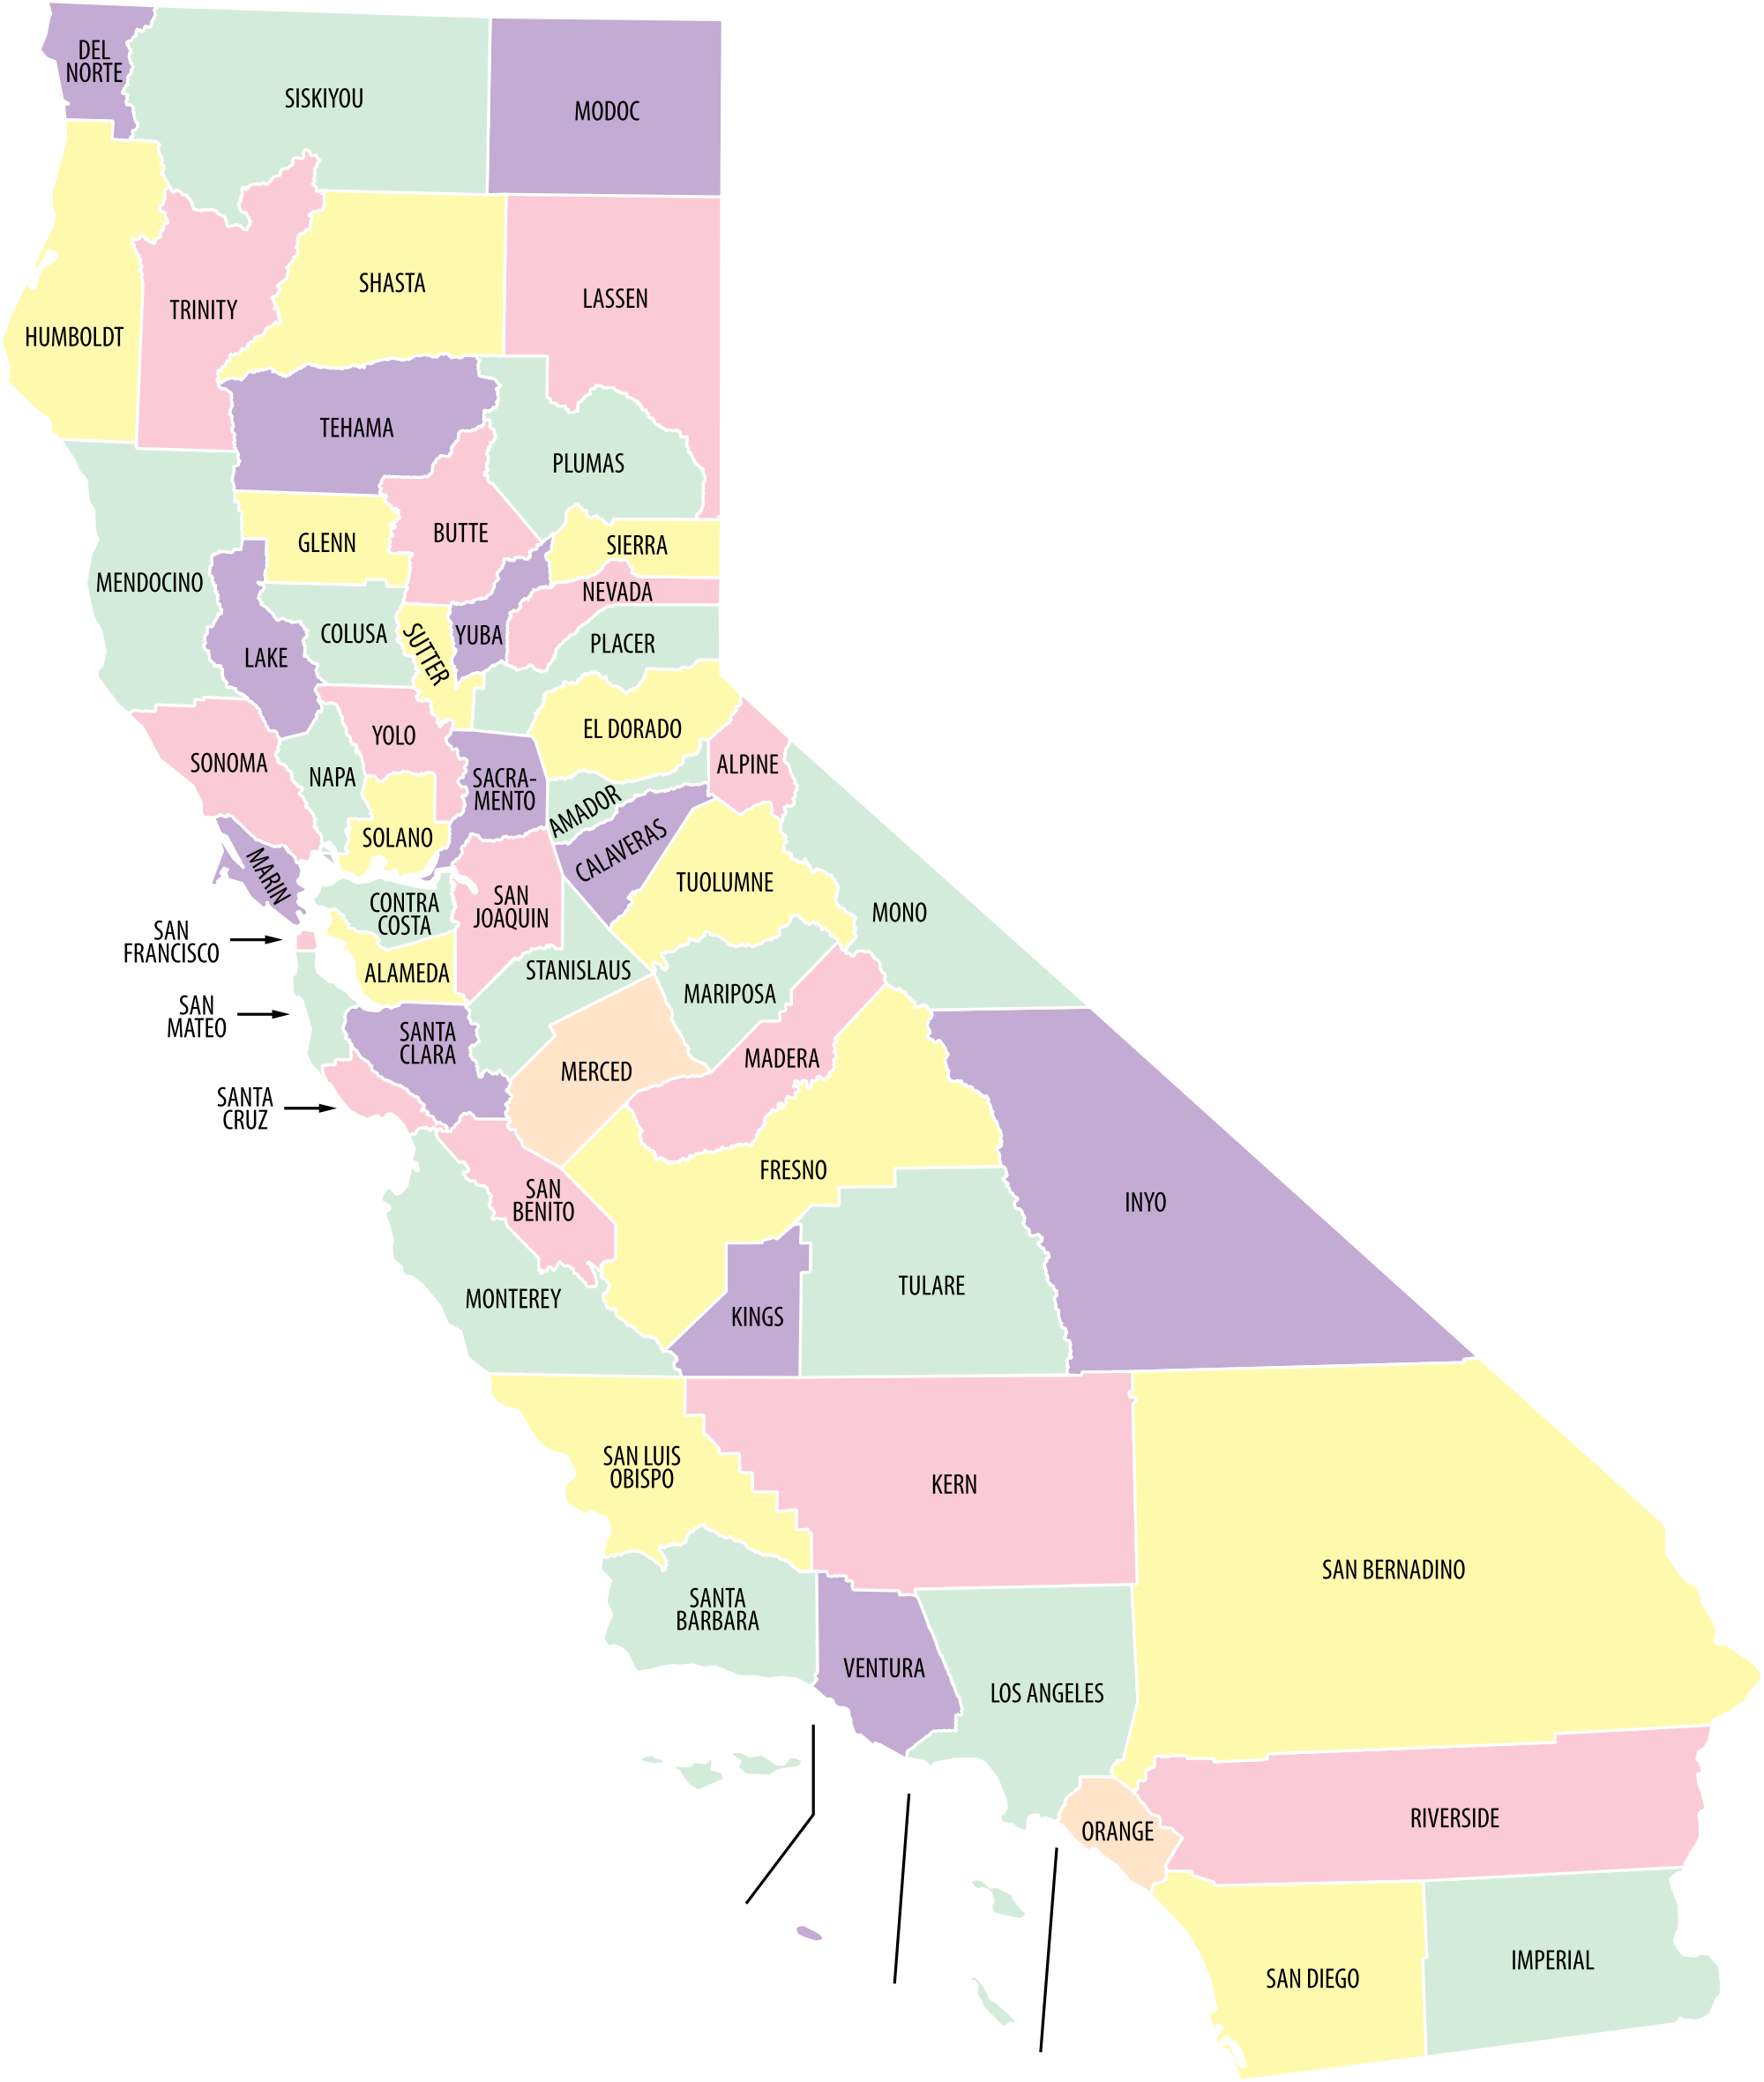 DEL
NORTE
SISKIYOU
MODOC
HUMBOLDT
TRINITY
SHASTA
LASSEN
TEHAMA
PLUMAS
MENDOCINO
GLENN
BUTTE
SIERRA
NEVADA
LAKE
COLUSA
SUTTER
YUBA
PLACER
SONOMA
NAPA
YOLO
EL DORADO
SACRA-
MENTO
AMADOR
ALPINE
SOLANO
CALAVERAS
MARIN
TUOLUMNE
MONO
CONTRA
COSTA
SAN
JOAQUIN
SAN
FRANCISCO
ALAMEDA
STANISLAUS
MARIPOSA
SAN
MATEO
SANTA
CLARA
MERCED
MADERA
SANTA
CRUZ
FRESNO
SAN
BENITO
INYO
MONTEREY
KINGS
TULARE
SAN LUIS
OBISPO
KERN
SAN BERNADINO
SANTA
BARBARA
VENTURA
LOS ANGELES
ORANGE
RIVERSIDE
SAN DIEGO
IMPERIAL